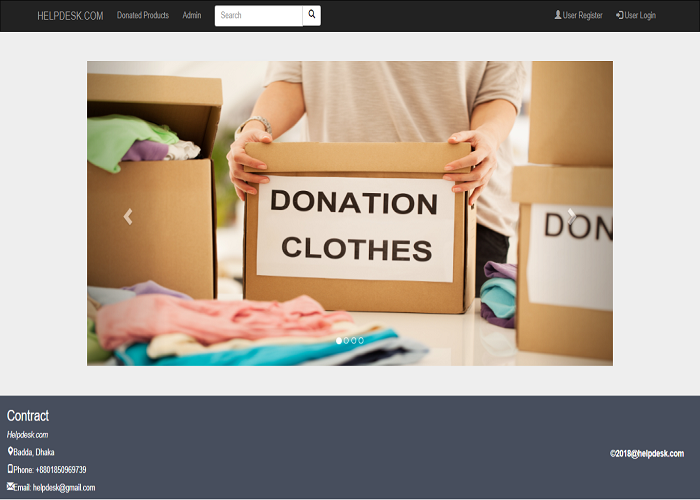 HELPDESK.COM Donated Products Admin Search User Register User Login
DONATION
CLOTHES
DON
Contract
Helpdesk.com
Badda, Dhaka
Phone: +8801850969739
Email: helpdesk@gmail.com
©2018@helpdesk.com